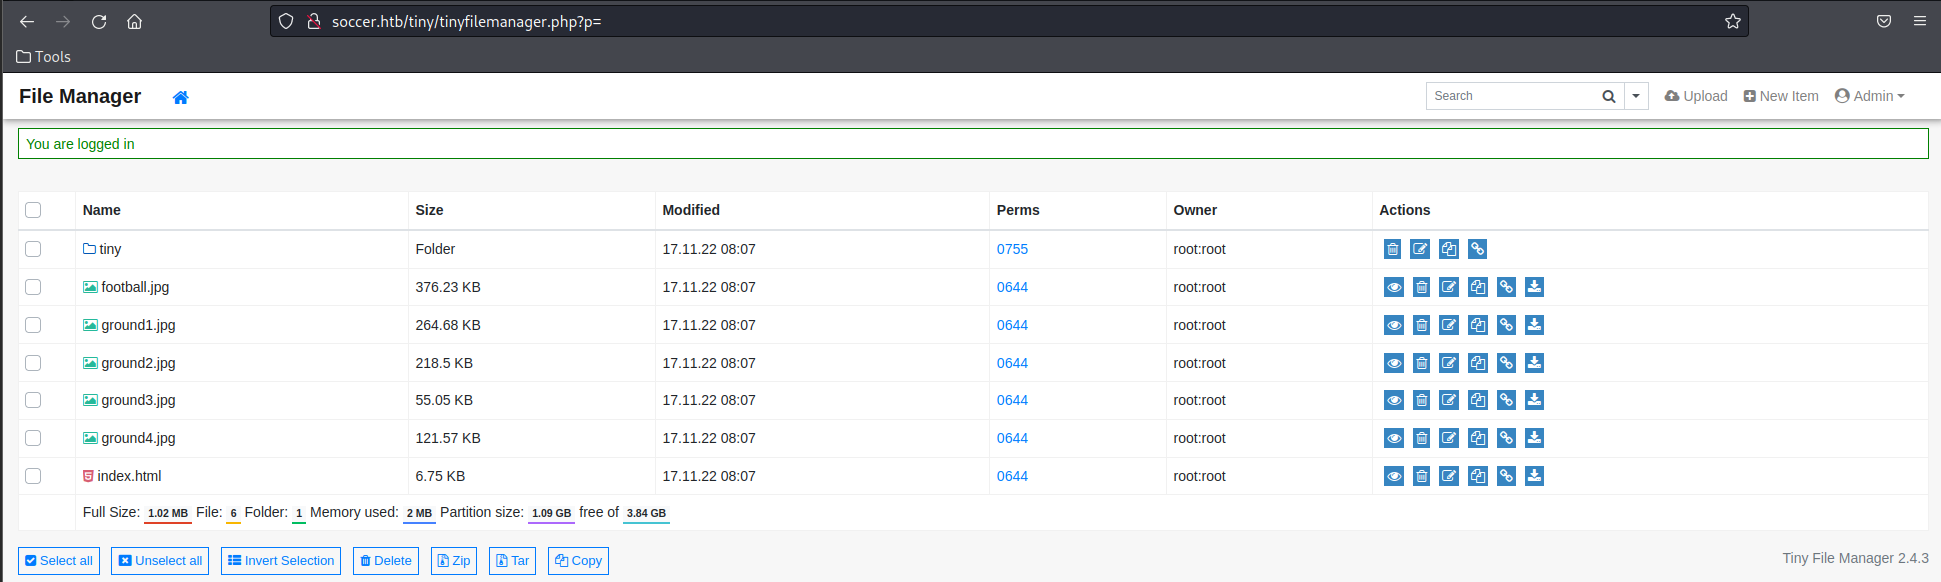 soccer.htb/tiny/tinyfilemanager.php?p=
Tools
File Manager Search Upload New Item Admin
You are logged in
Name Size Modified Perms Owner Actions
tiny Folder 17.11.22 08:07 0755 root:root
football.jpg 376.23 KB 17.11.22 08:07 0644 root:root
ground1.jpg 264.68 KB 17.11.22 08:07 0644 root:root
ground2.jpg 218.5 KB 17.11.22 08:07 0644 root:root
ground3.jpg 55.05 KB 17.11.22 08:07 0644 root:root
ground4.jpg 121.57 KB 17.11.22 08:07 0644 root:root
index.html 6.75 KB 17.11.22 08:07 0644 root:root
Full Size: 1.02 MB File: 6 Folder: 1 Memory used: 2 MB Partition size: 1.09 GB free of 3.84 GB
Select all Unselect all Invert Selection Delete Zip Tar Copy Tiny File Manager 2.4.3